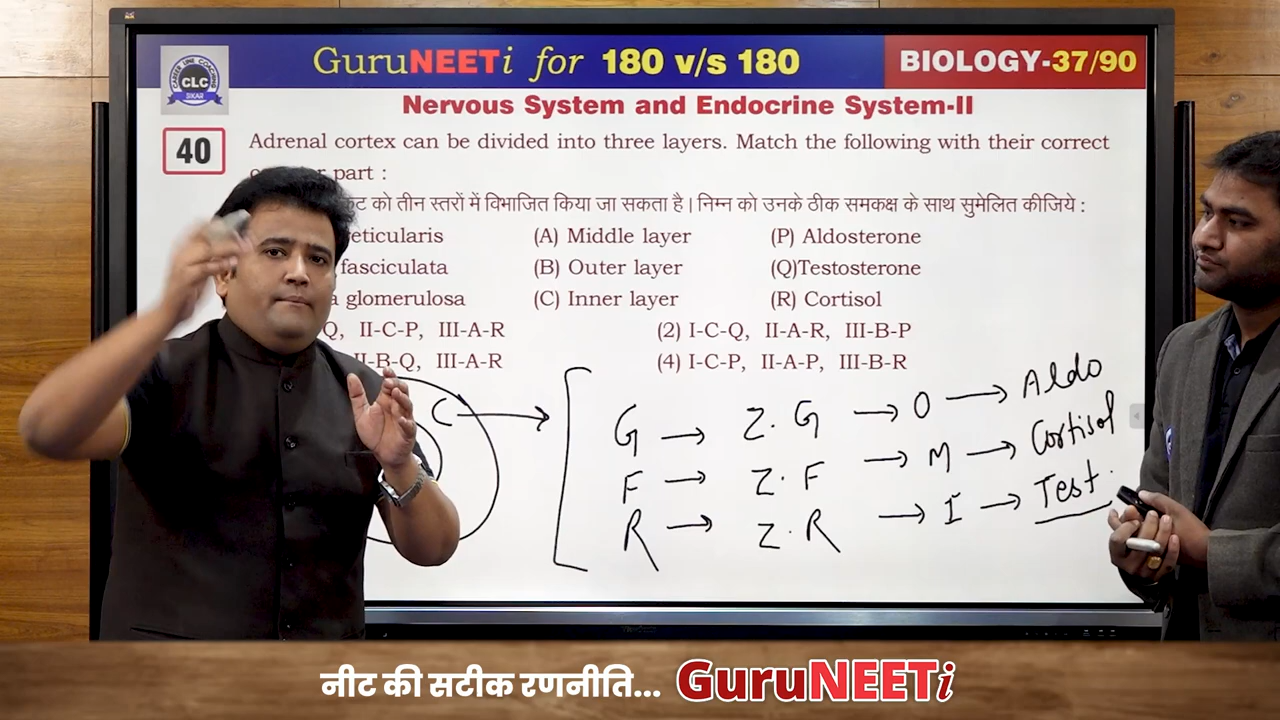 GuruNEETi for 180 v/s 180
BIOLOGY-37/90
CAREER LINE COACHING
CLC
SIKAR
Nervous System and Endocrine System-II
40
Adrenal cortex can be divided into three layers. Match the following with their correct
part :
को तीन स्तरों में विभाजित किया जा सकता है। निम्न को उनके ठीक समकक्ष के साथ सुमेलित कीजिये :
reticularis (A) Middle layer (P) Aldosterone
fasciculata (B) Outer layer (Q)Testosterone
glomerulosa (C) Inner layer (R) Cortisol
Q, II-C-P, III-A-R (2) I-C-Q, II-A-R, III-B-P
II-B-Q, III-A-R (4) I-C-P, II-A-P, III-B-R
C
G → Z.G → O → Aldo
F → Z.F → M → Cortisol
R → Z.R → I → Test.
नीट की सटीक रणनीति... GuruNEETi